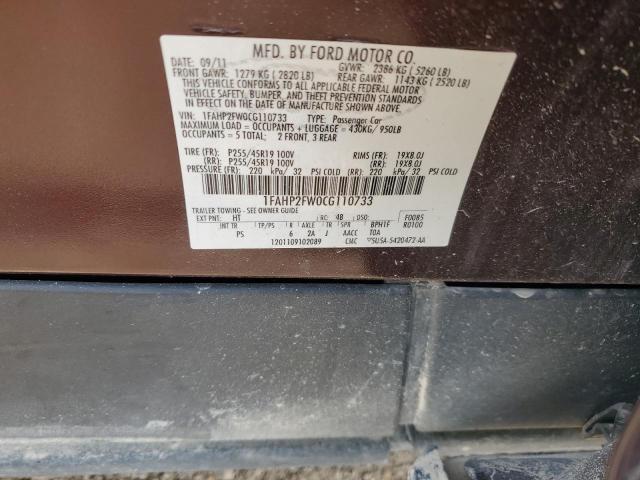 MFD. BY FORD MOTOR CO.
DATE: 09/11 GVWR: 2386 KG ( 5260 LB)
FRONT GAWR: 1279 KG ( 2820 LB) REAR GAWR: 1143 KG ( 2520 LB)
THIS VEHICLE CONFORMS TO ALL APPLICABLE FEDERAL MOTOR
VEHICLE SAFETY, BUMPER, AND THEFT PREVENTION STANDARDS
IN EFFECT ON THE DATE OF MANUFACTURE SHOWN ABOVE.
VIN: 1FAHP2FW0CG110733 TYPE: Passenger Car
MAXIMUM LOAD = OCCUPANTS + LUGGAGE = 430KG/ 950LB
OCCUPANTS = 5 TOTAL: 2 FRONT, 3 REAR
TIRE (FR): P255/45R19 100V RIMS (FR): 19X8.0J
(RR): P255/45R19 100V (RR): 19X8.0J
PRESSURE (FR): 220 kPa/ 32 PSI COLD (RR): 220 kPa/ 32 PSI COLD
1FAHP2FW0CG110733
TRAILER TOWING - SEE OWNER GUIDE
EXT PNT: HT RC: 48 DSO: F0085
INT TR TP/PS R AXLE TR SPR BPH1F R0100
PS 6 2A J AACC T0A
1201109102089 CMC 5U5A-5420472-AA